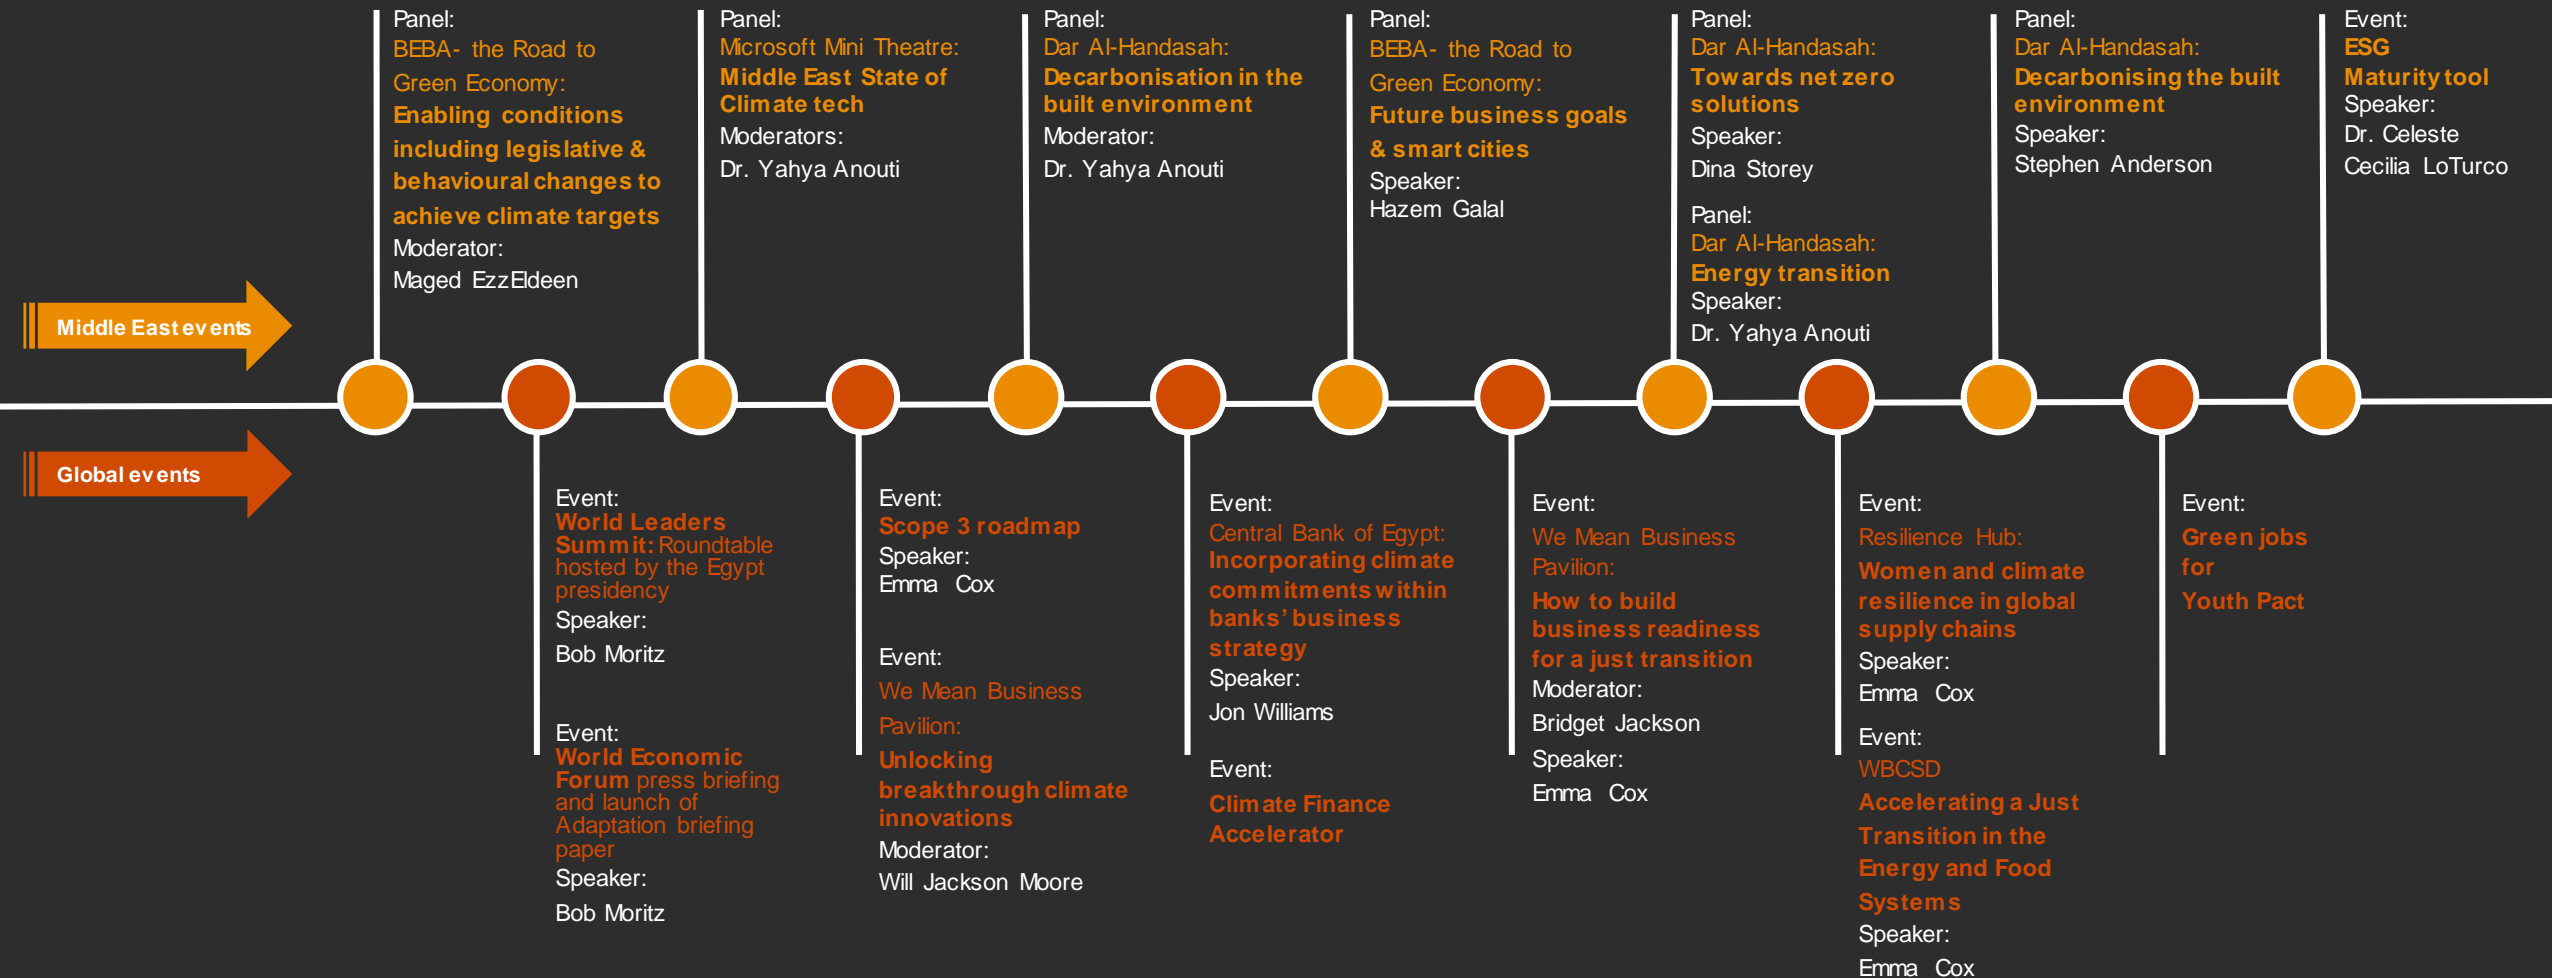 Panel:
BEBA- the Road to
Green Economy:
Enabling conditions
including legislative &
behavioural changes to
achieve climate targets
Moderator:
Maged EzzEldeen
Panel:
Microsoft Mini Theatre:
Middle East State of
Climate tech
Moderators:
Dr. Yahya Anouti
Panel:
Dar Al-Handasah:
Decarbonisation in the
built environment
Moderator:
Dr. Yahya Anouti
Panel:
BEBA- the Road to
Green Economy:
Future business goals
& smart cities
Speaker:
Hazem Galal
Panel:
Dar Al-Handasah:
Towards net zero
solutions
Speaker:
Dina Storey
Panel:
Dar Al-Handasah:
Energy transition
Speaker:
Dr. Yahya Anouti
Panel:
Dar Al-Handasah:
Decarbonising the built
environment
Speaker:
Stephen Anderson
Event:
ESG
Maturity tool
Speaker:
Dr. Celeste
Cecilia LoTurco
Middle East events
Global events
Event:
World Leaders
Summit: Roundtable
hosted by the Egypt
presidency
Speaker:
Bob Moritz
Event:
World Economic
Forum press briefing
and launch of
Adaptation briefing
paper
Speaker:
Bob Moritz
Event:
Scope 3 roadmap
Speaker:
Emma Cox
Event:
We Mean Business
Pavilion:
Unlocking
breakthrough climate
innovations
Moderator:
Will Jackson Moore
Event:
Central Bank of Egypt:
Incorporating climate
commitments within
banks’ business
strategy
Speaker:
Jon Williams
Event:
Climate Finance
Accelerator
Event:
We Mean Business
Pavilion:
How to build
business readiness
for a just transition
Moderator:
Bridget Jackson
Speaker:
Emma Cox
Event:
Resilience Hub:
Women and climate
resilience in global
supply chains
Speaker:
Emma Cox
Event:
WBCSD
Accelerating a Just
Transition in the
Energy and Food
Systems
Speaker:
Emma Cox
Event:
Green jobs
for
Youth Pact